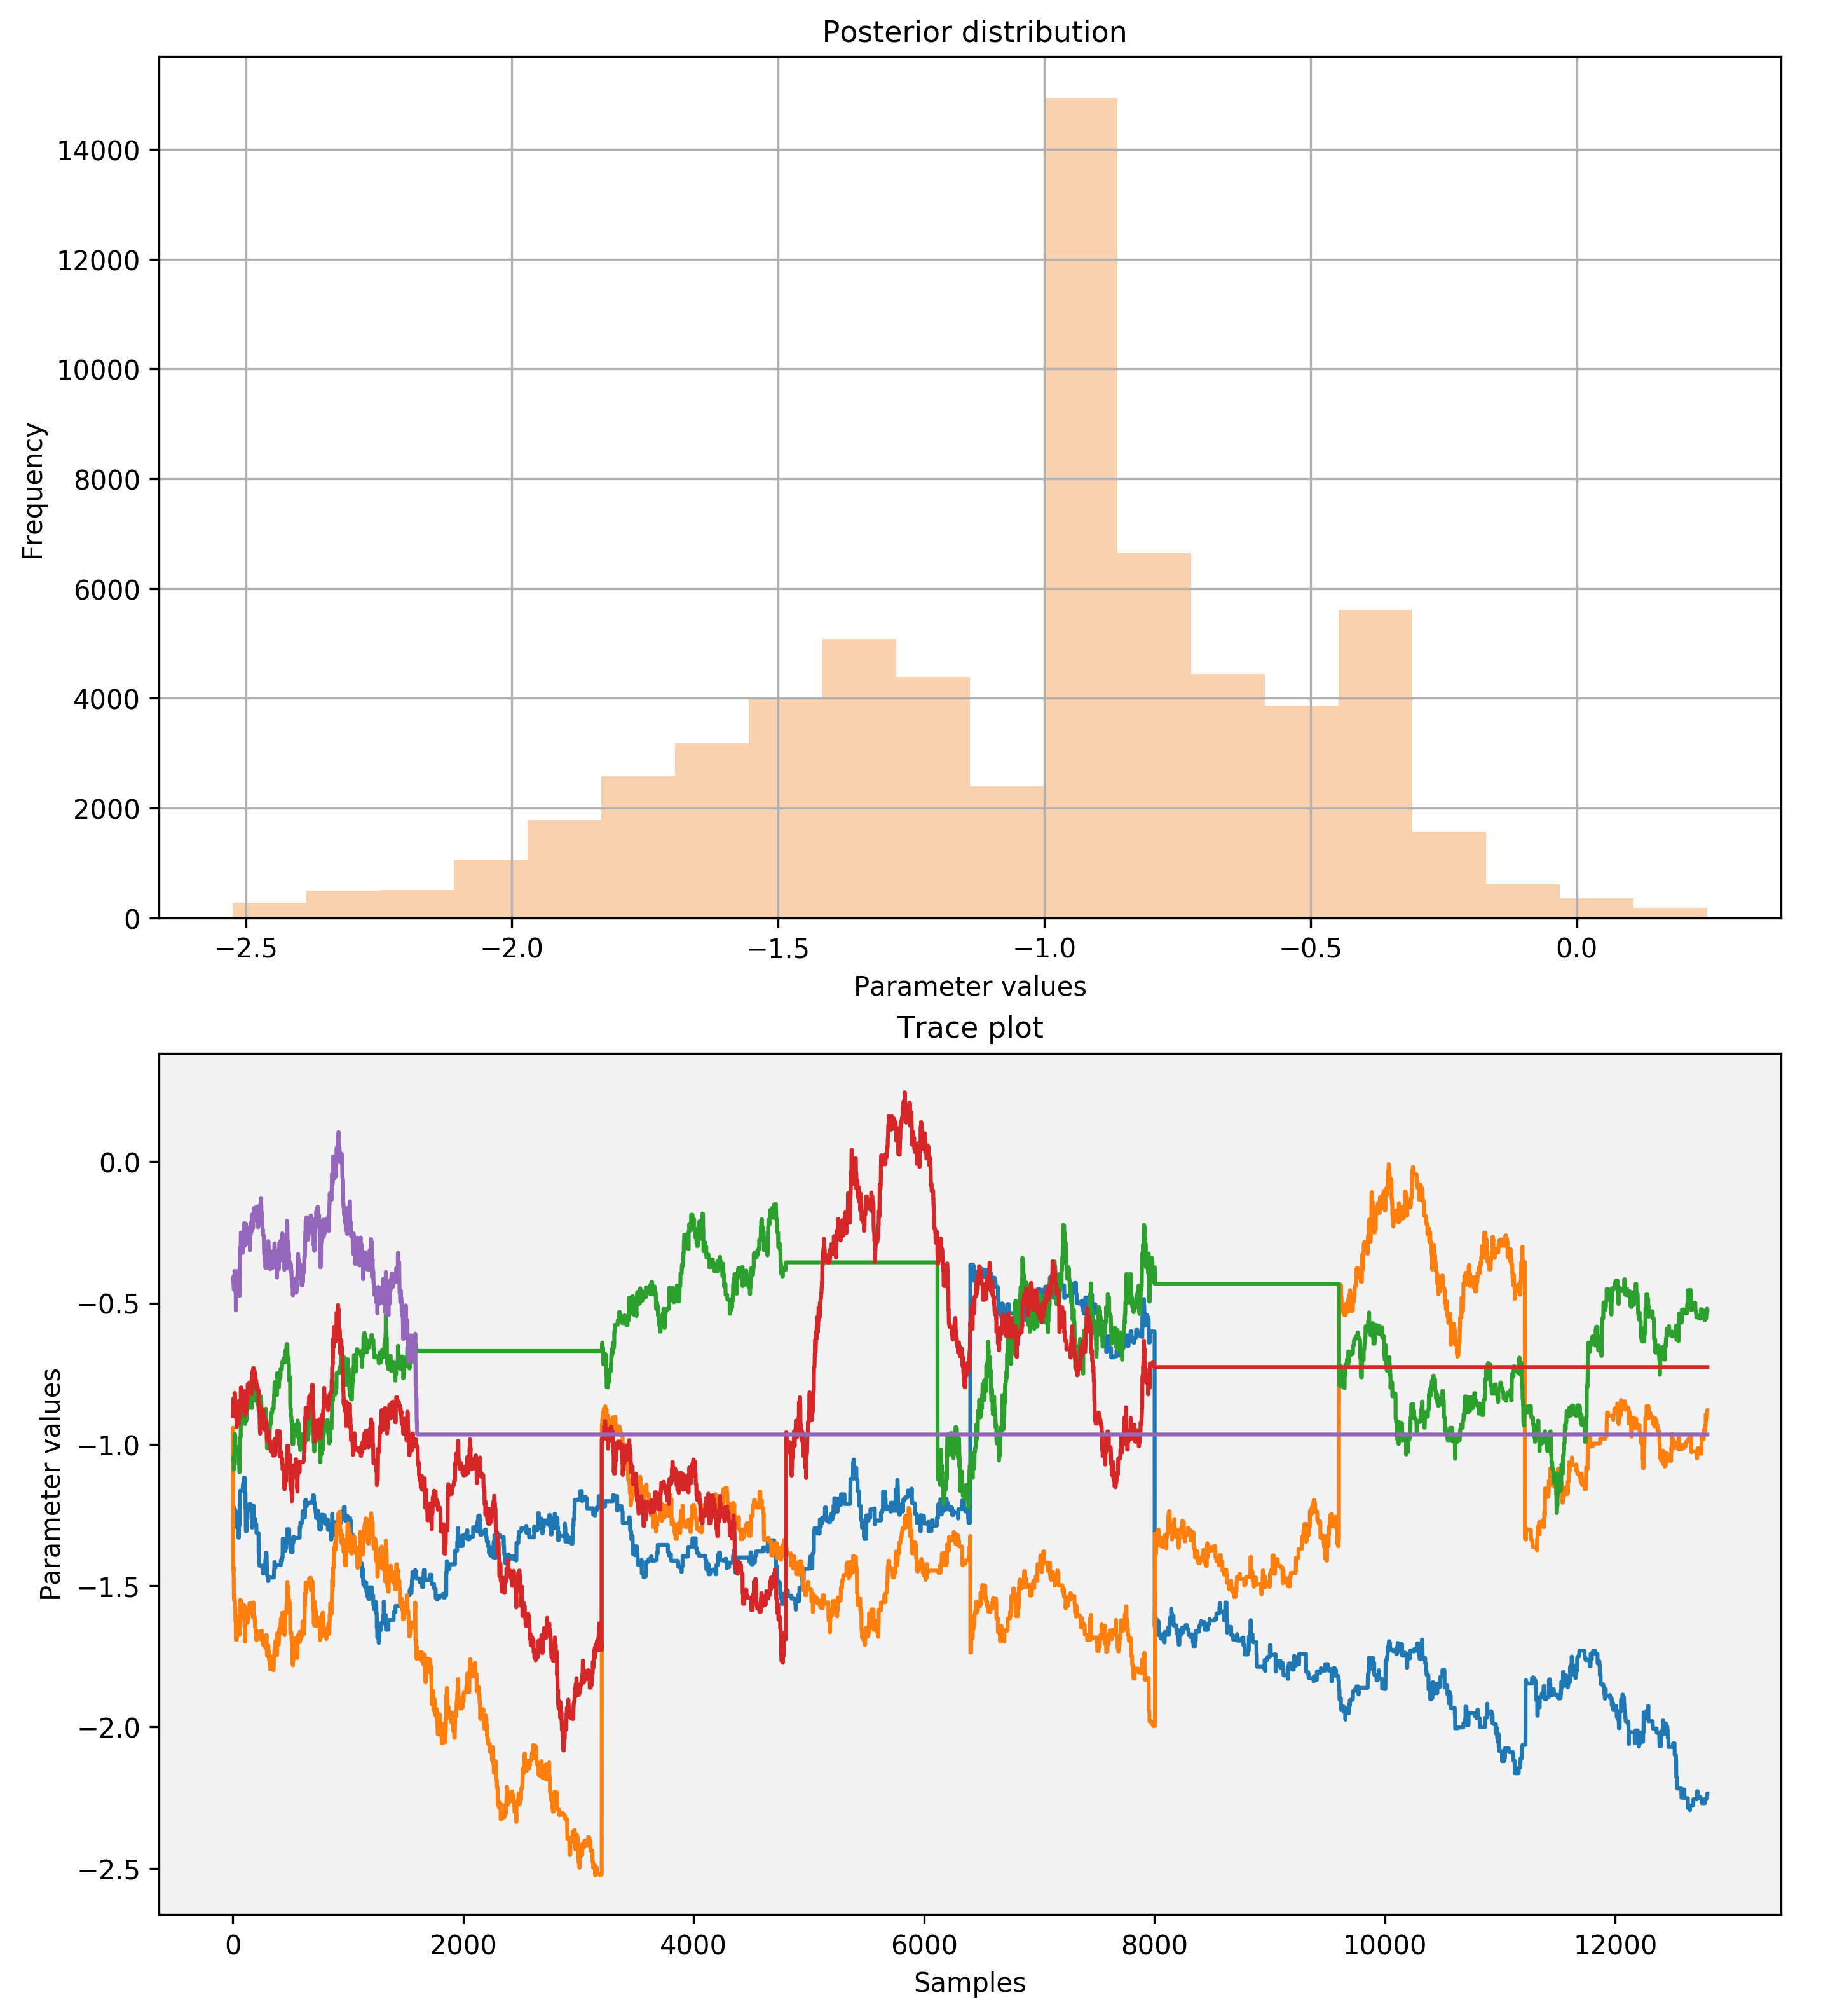 Posterior distribution
14000
12000
10000
8000
6000
4000
2000
0
Frequency
−2.5 −2.0 −1.5 −1.0 −0.5 0.0
Parameter values
Trace plot
0.0
−0.5
−1.0
−1.5
−2.0
−2.5
Parameter values
0 2000 4000 6000 8000 10000 12000
Samples